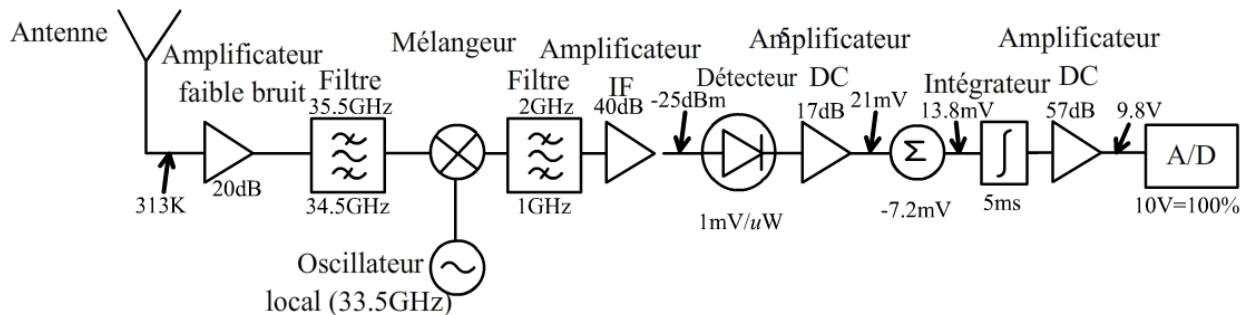 Antenne
Amplificateur
faible bruit
20dB
313K
Filtre
35.5GHz
34.5GHz
Mélangeur
Oscillateur
local (33.5GHz)
Filtre
2GHz
1GHz
Amplificateur
IF
40dB
-25dBm
Détecteur
1mV/uW
Amplificateur
5
DC
17dB
21mV
Σ
-7.2mV
Intégrateur
13.8mV
∫
5ms
Amplificateur
DC
57dB
9.8V
A/D
10V=100%